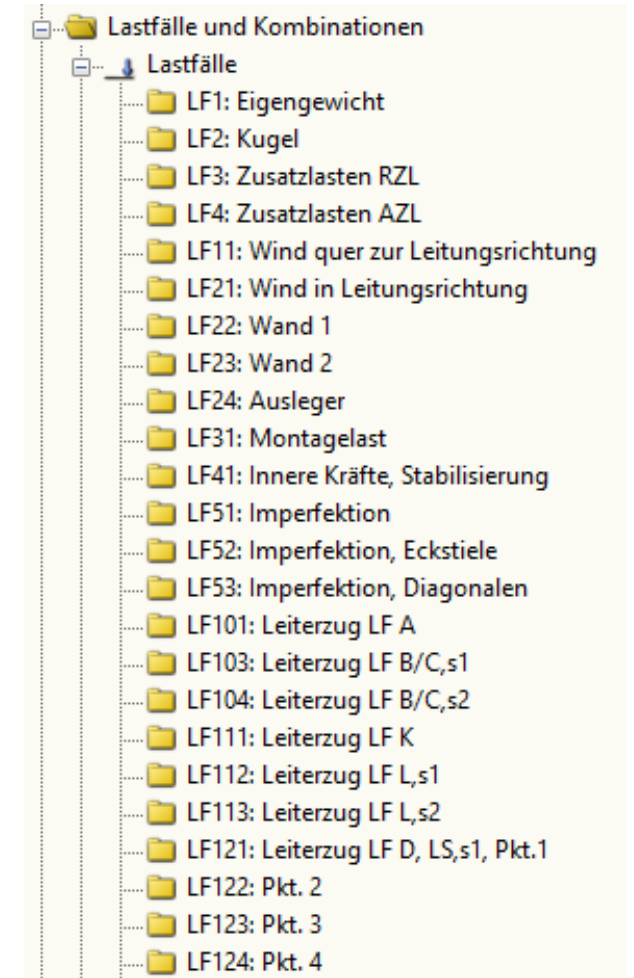 Lastfälle und Kombinationen
Lastfälle
LF1: Eigengewicht
LF2: Kugel
LF3: Zusatzlasten RZL
LF4: Zusatzlasten AZL
LF11: Wind quer zur Leitungsrichtung
LF21: Wind in Leitungsrichtung
LF22: Wand 1
LF23: Wand 2
LF24: Ausleger
LF31: Montagelast
LF41: Innere Kräfte, Stabilisierung
LF51: Imperfektion
LF52: Imperfektion, Eckstiele
LF53: Imperfektion, Diagonalen
LF101: Leiterzug LF A
LF103: Leiterzug LF B/C,s1
LF104: Leiterzug LF B/C,s2
LF111: Leiterzug LF K
LF112: Leiterzug LF L,s1
LF113: Leiterzug LF L,s2
LF121: Leiterzug LF D, LS,s1, Pkt.1
LF122: Pkt. 2
LF123: Pkt. 3
LF124: Pkt. 4